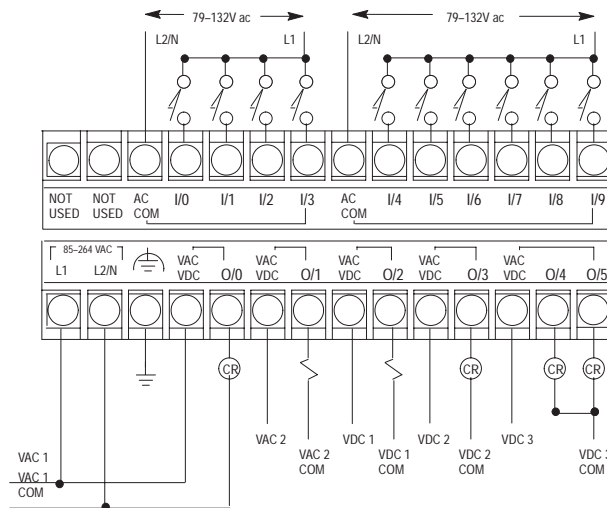 79–132V ac 79–132V ac
L2/N L1 L2/N L1
NOT USED NOT USED AC COM I/0 I/1 I/2 I/3 AC COM I/4 I/5 I/6 I/7 I/8 I/9
85–264 VAC
L1 L2/N VAC VDC O/0 VAC VDC O/1 VAC VDC O/2 VAC VDC O/3 VAC VDC O/4 O/5
CR CR CR CR
VAC 2 VAC 2 COM VDC 1 VDC 1 COM VDC 2 VDC 2 COM VDC 3 VDC 3 COM
VAC 1
VAC 1
COM